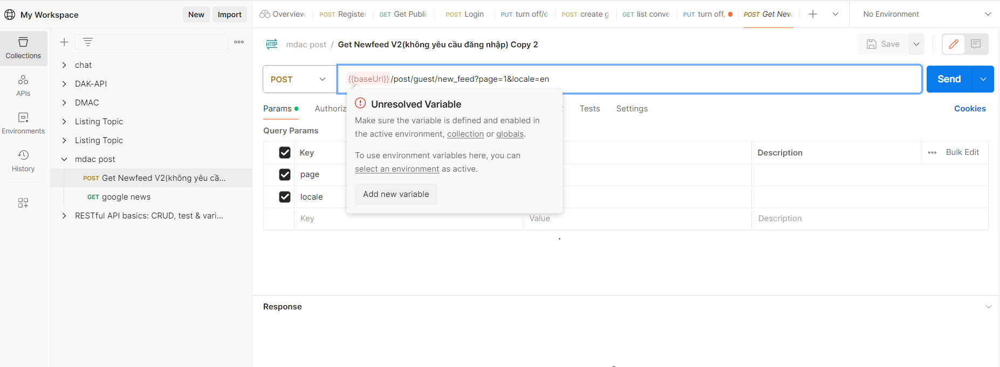 My Workspace
New
Import
Overview
POST Register
GET Get Publi
POST Login
PUT turn off/o
POST create g
GET list conve
PUT turn off,
POST Get New
No Environment
Collections
APIs
Environments
History
chat
DAK-API
DMAC
Listing Topic
Listing Topic
mdac post
POST Get Newfeed V2(không yêu cầ...
GET google news
RESTful API basics: CRUD, test & vari...
HTTP mdac post / Get Newfeed V2(không yêu cầu đăng nhập) Copy 2
Save
POST
{{baseUrl}}/post/guest/new_feed?page=1&locale=en
Send
Params
Authoriz
Tests
Settings
Cookies
Unresolved Variable
Make sure the variable is defined and enabled in
the active environment, collection or globals.
To use environment variables here, you can
select an environment as active.
Add new variable
Query Params
Key
Description
Bulk Edit
page
locale
Key
Value
Description
Response